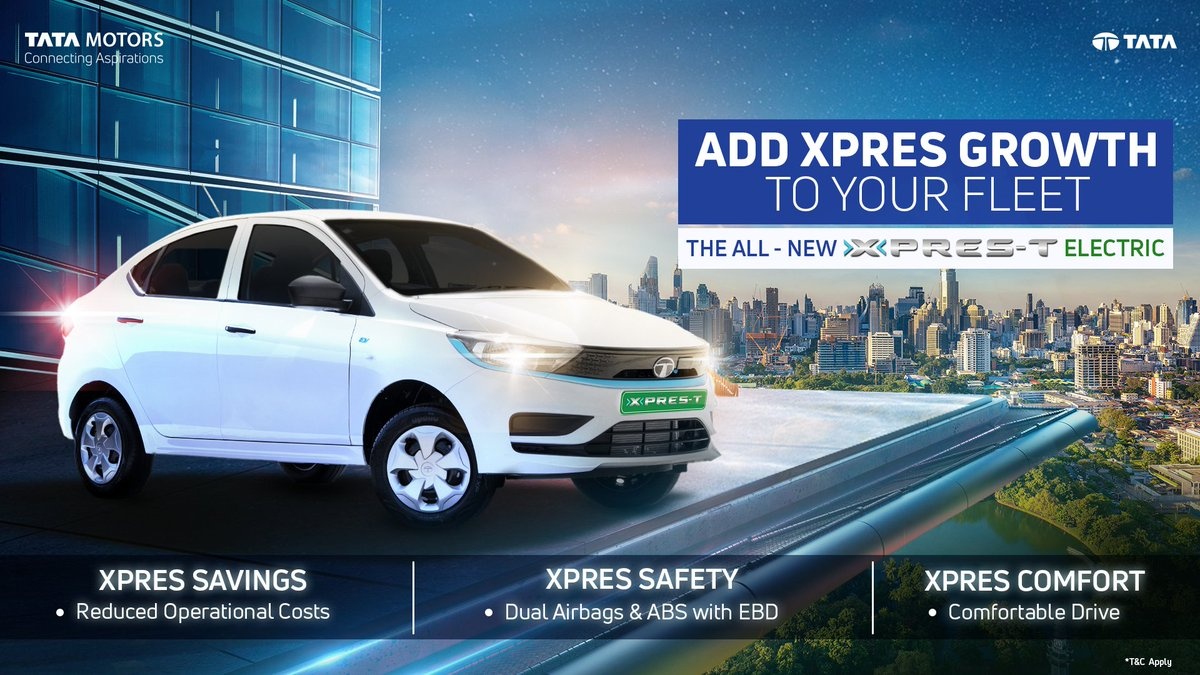 TATA MOTORS
Connecting Aspirations
TATA
ADD XPRES GROWTH
TO YOUR FLEET
THE ALL - NEW XPRES-T ELECTRIC
XPRES-T
XPRES SAVINGS
• Reduced Operational Costs
XPRES SAFETY
• Dual Airbags & ABS with EBD
XPRES COMFORT
• Comfortable Drive
*T&C Apply